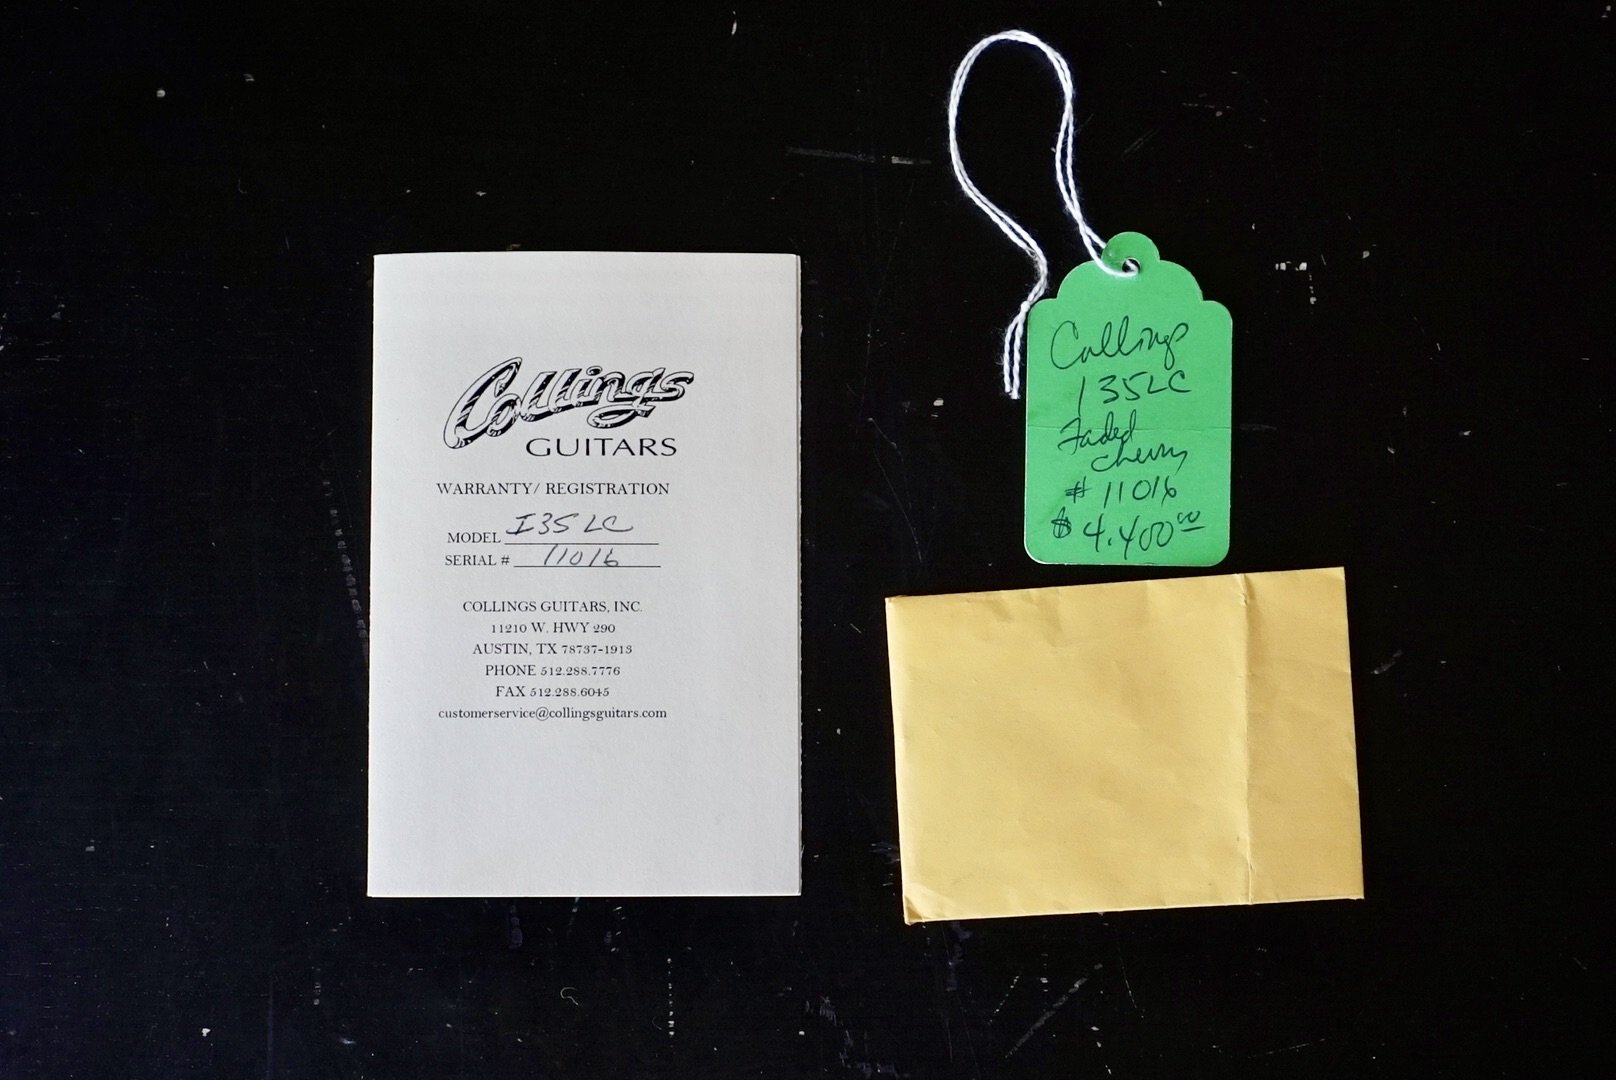 Collings
GUITARS
WARRANTY/ REGISTRATION
MODEL I35 LC
SERIAL # 11016
COLLINGS GUITARS, INC.
11210 W. HWY 290
AUSTIN, TX 78737-1913
PHONE 512.288.7776
FAX 512.288.6045
customerservice@collingsguitars.com
Collings
I35LC
Faded
Cherry
# 11016
$ 4,400.00